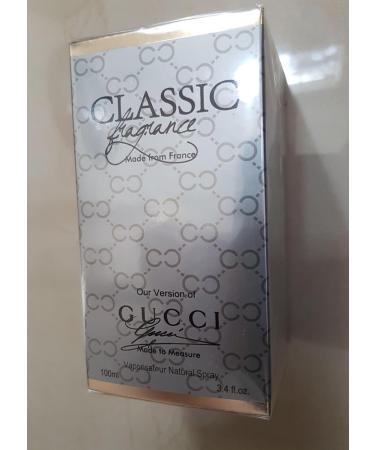 CLASSIC
fragrance
Made from France
Our Version of
GUCCI
Gucci
Made to Measure
Vaporisateur Natural Spray
100ml
3.4 fl.oz.